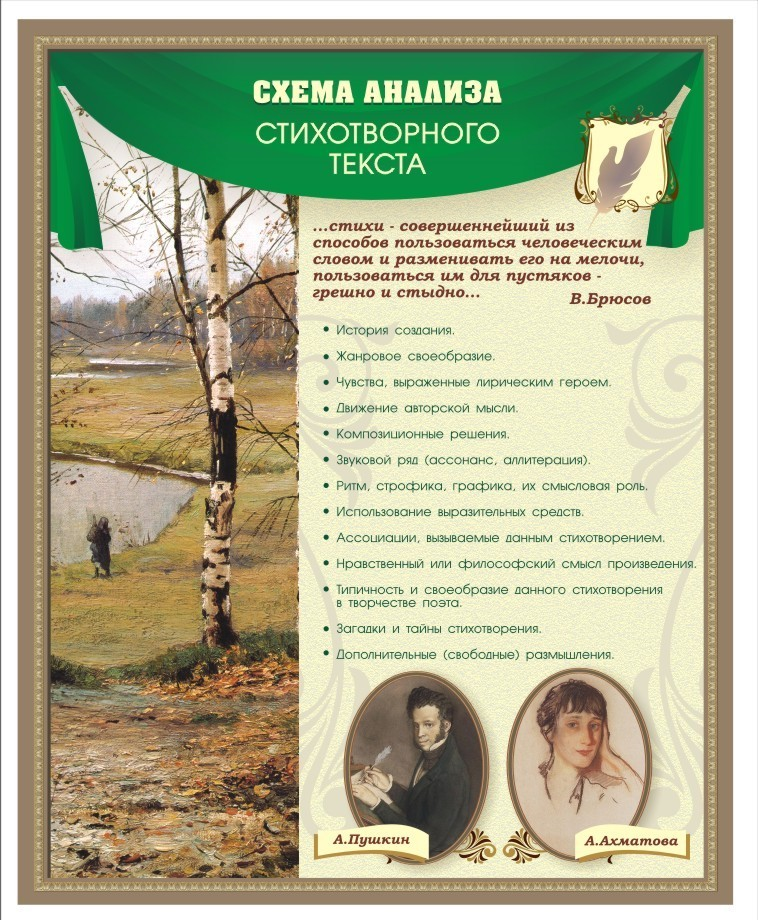 СХЕМА АНАЛИЗА
СТИХОТВОРНОГО
ТЕКСТА
...стихи - совершеннейший из
способов пользоваться человеческим
словом и разменивать его на мелочи,
пользоваться им для пустяков -
грешно и стыдно...
В.Брюсов
• История создания.
• Жанровое своеобразие.
• Чувства, выраженные лирическим героем.
• Движение авторской мысли.
• Композиционные решения.
• Звуковой ряд (ассонанс, аллитерация).
• Ритм, строфика, графика, их смысловая роль.
• Использование выразительных средств.
• Ассоциации, вызываемые данным стихотворением.
• Нравственный или философский смысл произведения.
• Типичность и своеобразие данного стихотворения
в творчестве поэта.
• Загадки и тайны стихотворения.
• Дополнительные (свободные) размышления.
А.Пушкин
А.Ахматова